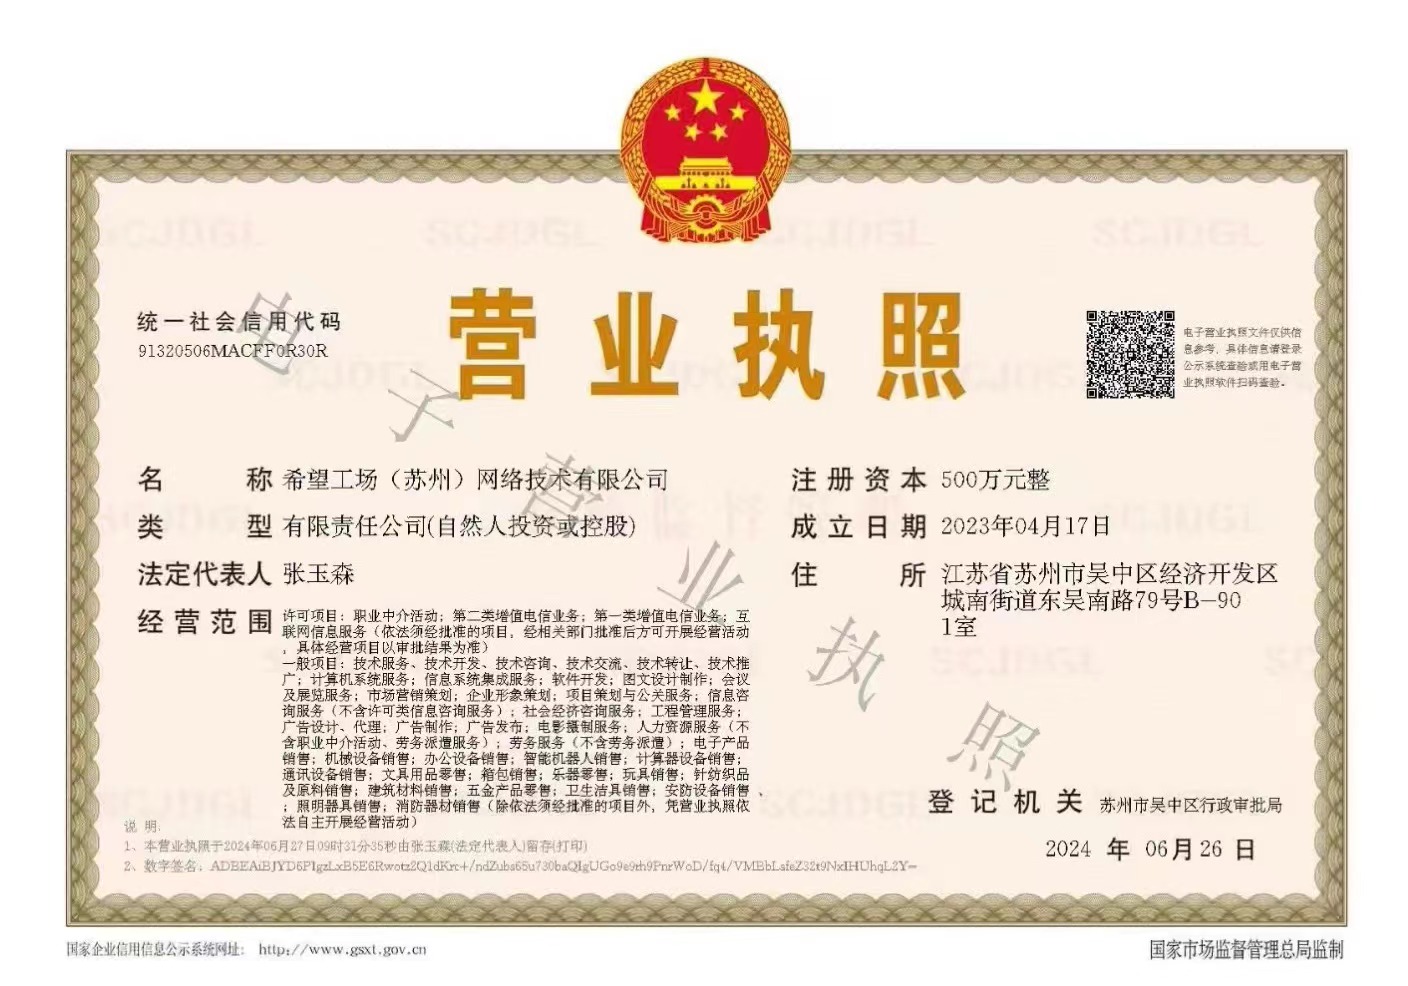 营业执照
统一社会信用代码
91320506MACFF0R30R
电子营业执照文件仅供信
息参考，具体信息请登录
公示系统查验或用电子营
业执照软件扫码查验。
名称 希望工场（苏州）网络技术有限公司
类型 有限责任公司(自然人投资或控股)
法定代表人 张玉森
经营范围 许可项目：职业中介活动；第二类增值电信业务；第一类增值电信业务；互
联网信息服务（依法须经批准的项目，经相关部门批准后方可开展经营活动
，具体经营项目以审批结果为准）
一般项目：技术服务、技术开发、技术咨询、技术交流、技术转让、技术推
广；计算机系统服务；信息系统集成服务；软件开发；图文设计制作；会议
及展览服务；市场营销策划；企业形象策划；项目策划与公关服务；信息咨
询服务（不含许可类信息咨询服务）；社会经济咨询服务；工程管理服务；
广告设计、代理；广告制作；广告发布；电影摄制服务；人力资源服务（不
含职业中介活动、劳务派遣服务）；劳务服务（不含劳务派遣）；电子产品
销售；机械设备销售；办公设备销售；智能机器人销售；计算器设备销售；
通讯设备销售；文具用品零售；箱包销售；乐器零售；玩具销售；针纺织品
及原料销售；建筑材料销售；五金产品零售；卫生洁具销售；安防设备销售、
；照明器具销售；消防器材销售（除依法须经批准的项目外，凭营业执照依
法自主开展经营活动）
注册资本 500万元整
成立日期 2023年04月17日
住所 江苏省苏州市吴中区经济开发区
城南街道东吴南路79号B-90
1室
登记机关 苏州市吴中区行政审批局
2024 年 06月26 日
说 明:
1、本营业执照于2024年06月27日09时31分35秒由张玉森(法定代表人)留存(打印)
2、数字签名：
电子营业执照
SCJDGL
国家企业信用信息公示系统网址： http://www.gsxt.gov.cn
国家市场监督管理总局监制